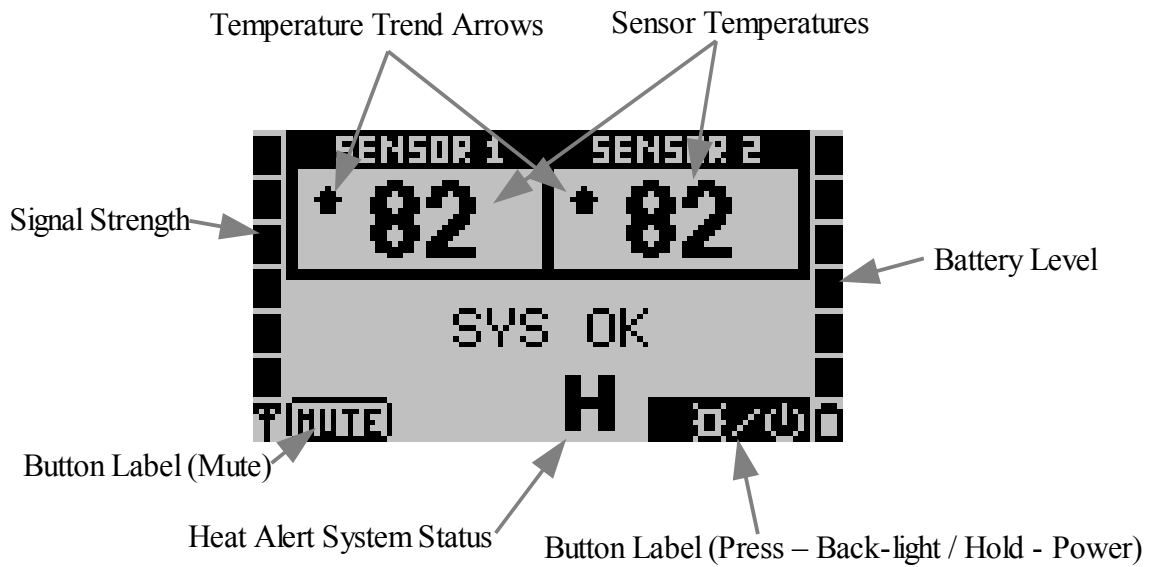 Temperature Trend Arrows
Sensor Temperatures
SENSOR 1
SENSOR 2
82
82
Signal Strength
Battery Level
SYS OK
H
MUTE
Button Label (Mute)
Heat Alert System Status
Button Label (Press – Back-light / Hold - Power)